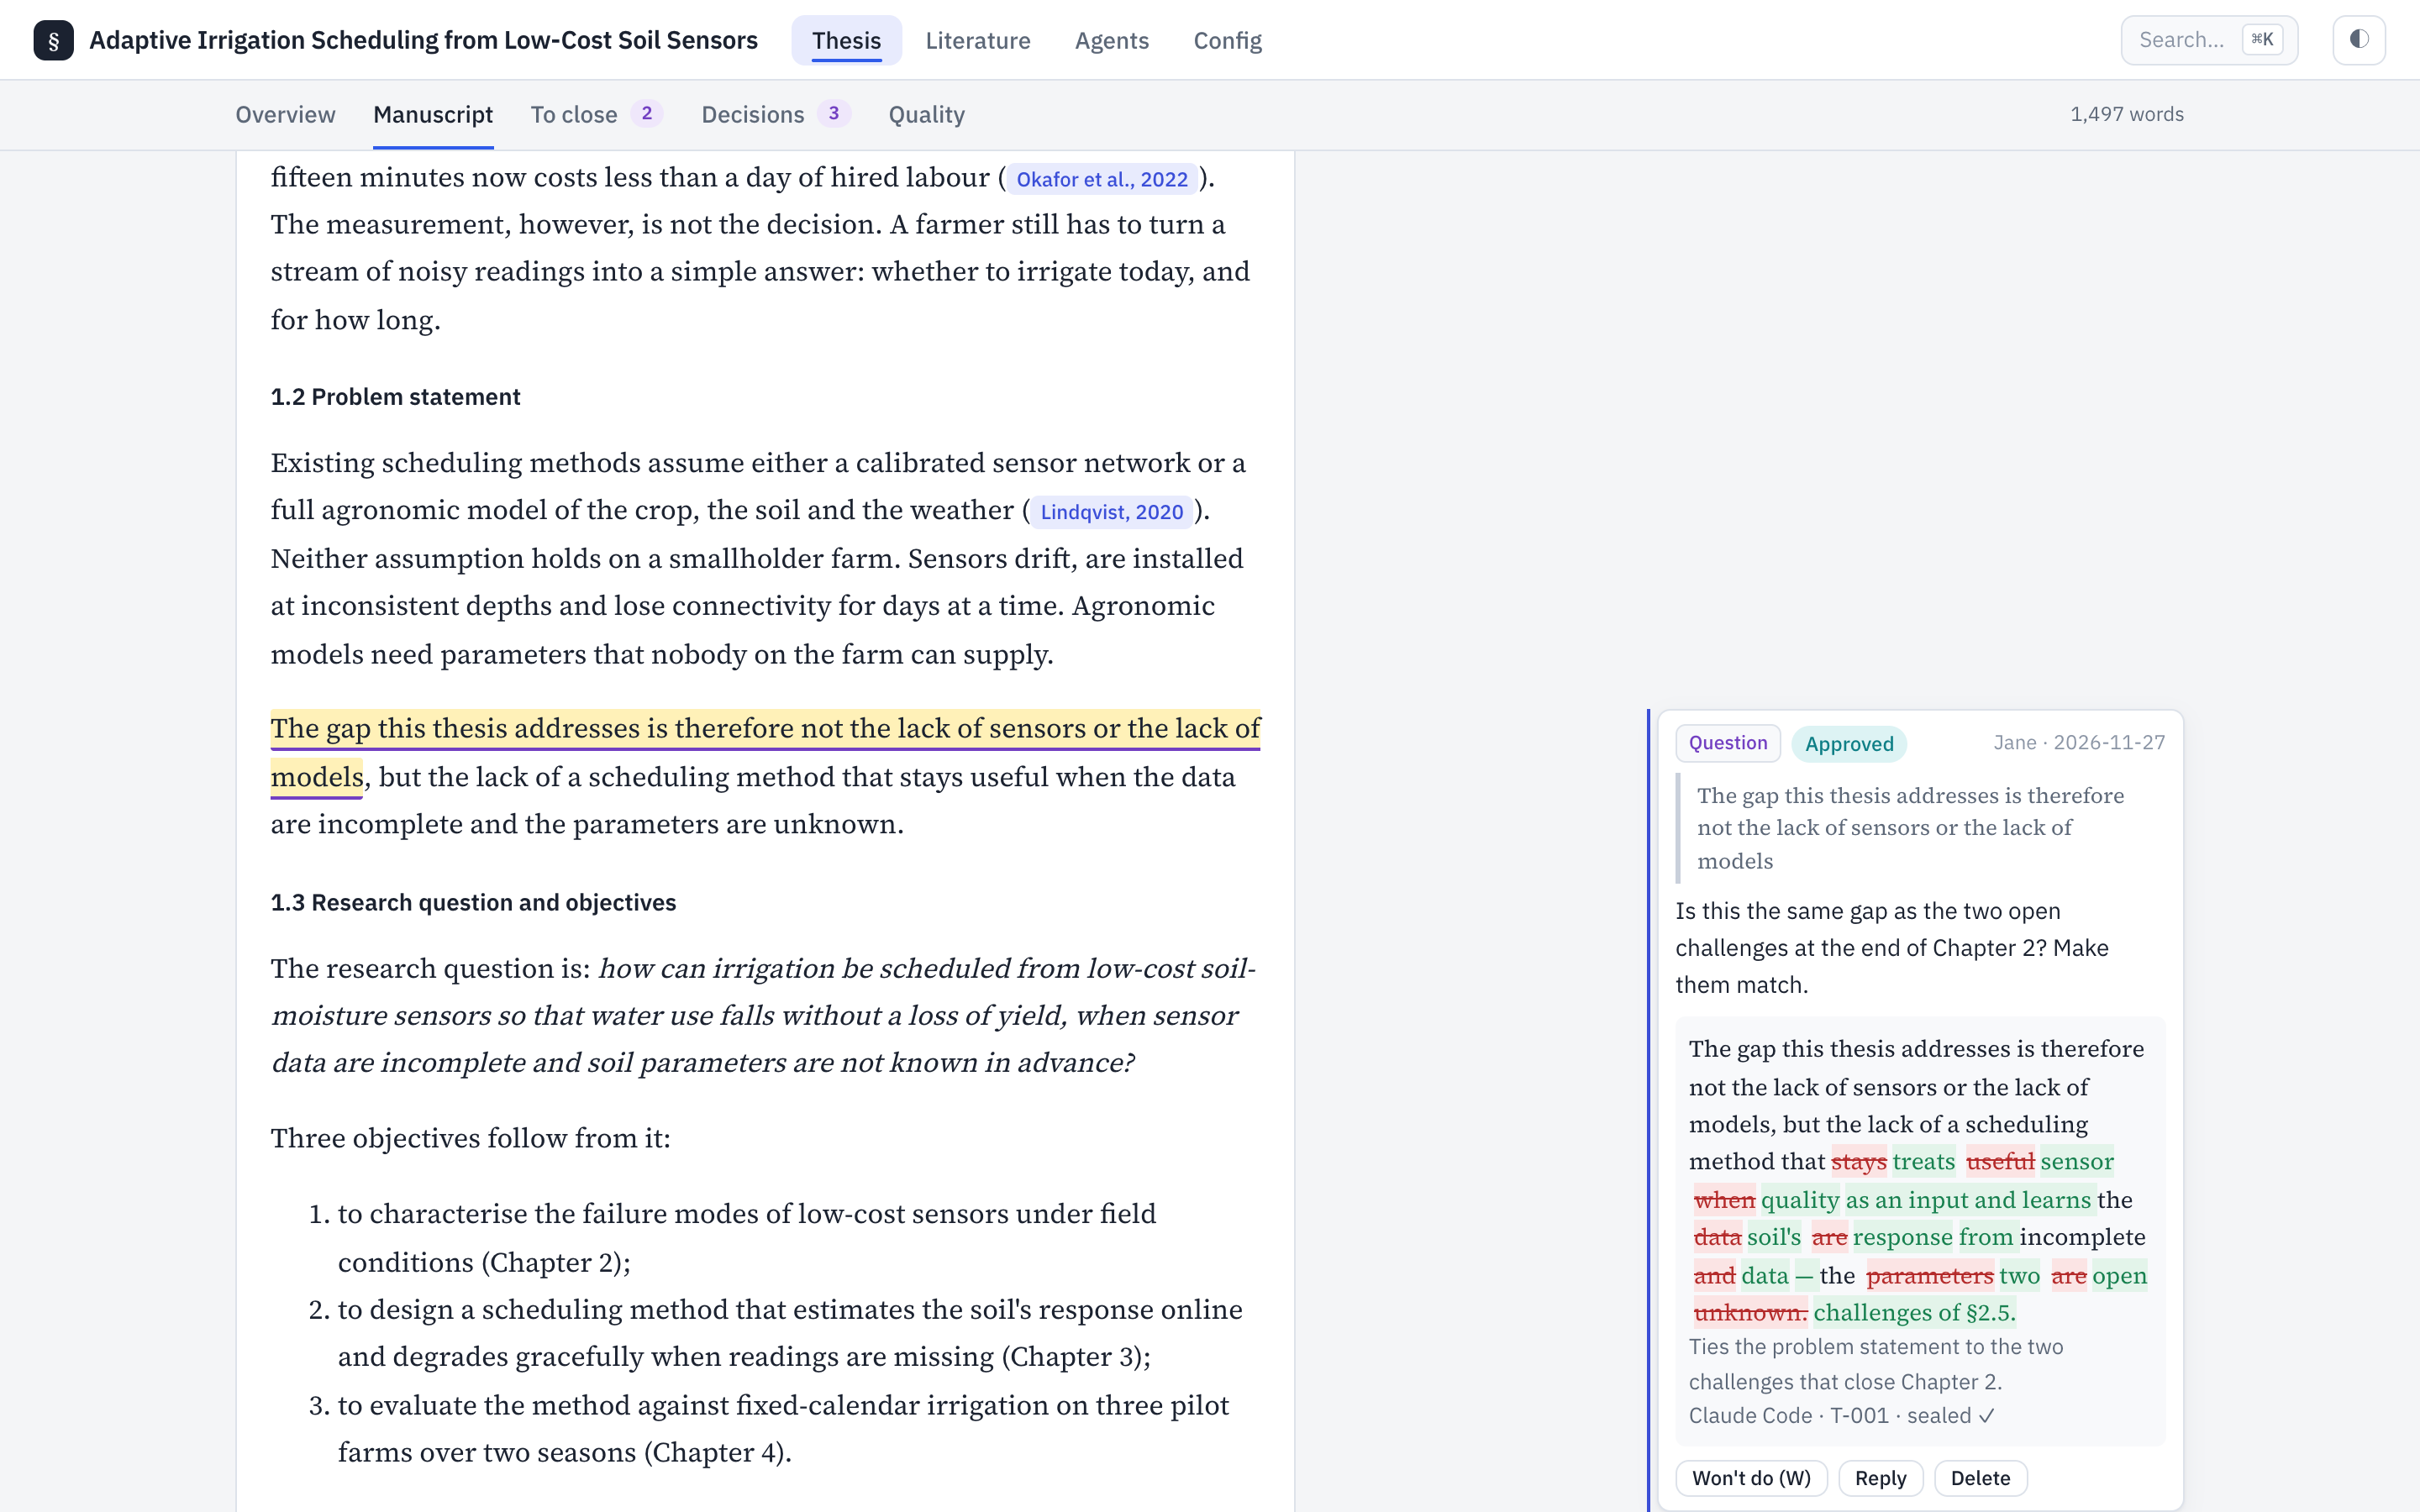 § Adaptive Irrigation Scheduling from Low-Cost Soil Sensors Thesis Literature Agents Config Search... ⌘K
Overview Manuscript To close 2 Decisions 3 Quality 1,497 words
fifteen minutes now costs less than a day of hired labour (Okafor et al., 2022).
The measurement, however, is not the decision. A farmer still has to turn a
stream of noisy readings into a simple answer: whether to irrigate today, and
for how long.
1.2 Problem statement
Existing scheduling methods assume either a calibrated sensor network or a
full agronomic model of the crop, the soil and the weather (Lindqvist, 2020).
Neither assumption holds on a smallholder farm. Sensors drift, are installed
at inconsistent depths and lose connectivity for days at a time. Agronomic
models need parameters that nobody on the farm can supply.
The gap this thesis addresses is therefore not the lack of sensors or the lack of
models, but the lack of a scheduling method that stays useful when the data
are incomplete and the parameters are unknown.
1.3 Research question and objectives
The research question is: how can irrigation be scheduled from low-cost soil-
moisture sensors so that water use falls without a loss of yield, when sensor
data are incomplete and soil parameters are not known in advance?
Three objectives follow from it:
1. to characterise the failure modes of low-cost sensors under field
conditions (Chapter 2);
2. to design a scheduling method that estimates the soil's response online
and degrades gracefully when readings are missing (Chapter 3);
3. to evaluate the method against fixed-calendar irrigation on three pilot
farms over two seasons (Chapter 4).
Question Approved Jane · 2026-11-27
The gap this thesis addresses is therefore
not the lack of sensors or the lack of
models
Is this the same gap as the two open
challenges at the end of Chapter 2? Make
them match.
The gap this thesis addresses is therefore
not the lack of sensors or the lack of
models, but the lack of a scheduling
method that stays treats useful sensor
when quality as an input and learns the
data soil's are response from incomplete
and data — the parameters two are open
unknown. challenges of §2.5.
Ties the problem statement to the two
challenges that close Chapter 2.
Claude Code · T-001 · sealed ✓
Won't do (W) Reply Delete